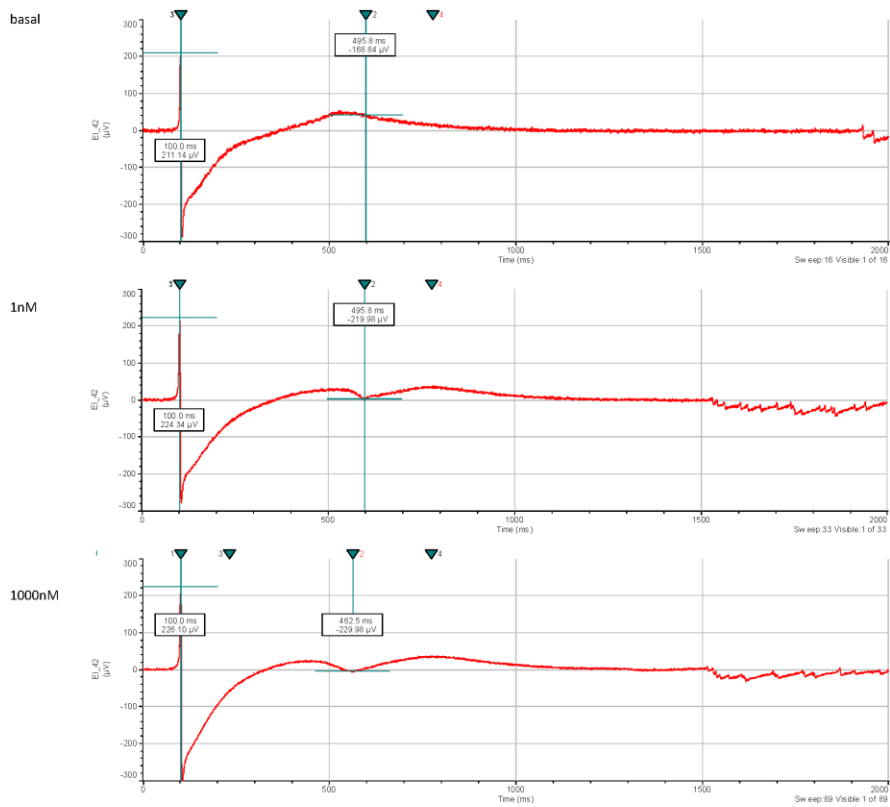 basal
3 2 4
300
495.8 ms
-168.84 µV
200
100
EI_42
(µV)
0
100.0 ms
211.14 µV
-100
-200
-300
0 500 1000 1500 2000
Time (ms)
Sweep:16 Visible:1 of 16
1nM
3 2 4
300
495.8 ms
-219.98 µV
200
100
EI_42
(µV)
0
100.0 ms
224.34 µV
-100
-200
-300
0 500 1000 1500 2000
Time (ms)
Sweep:33 Visible:1 of 33
1000nM
1 3 2 4
300
200
100.0 ms
226.10 µV
462.5 ms
-229.98 µV
100
EI_42
(µV)
0
-100
-200
-300
0 500 1000 1500 2000
Time (ms)
Sweep:89 Visible:1 of 89